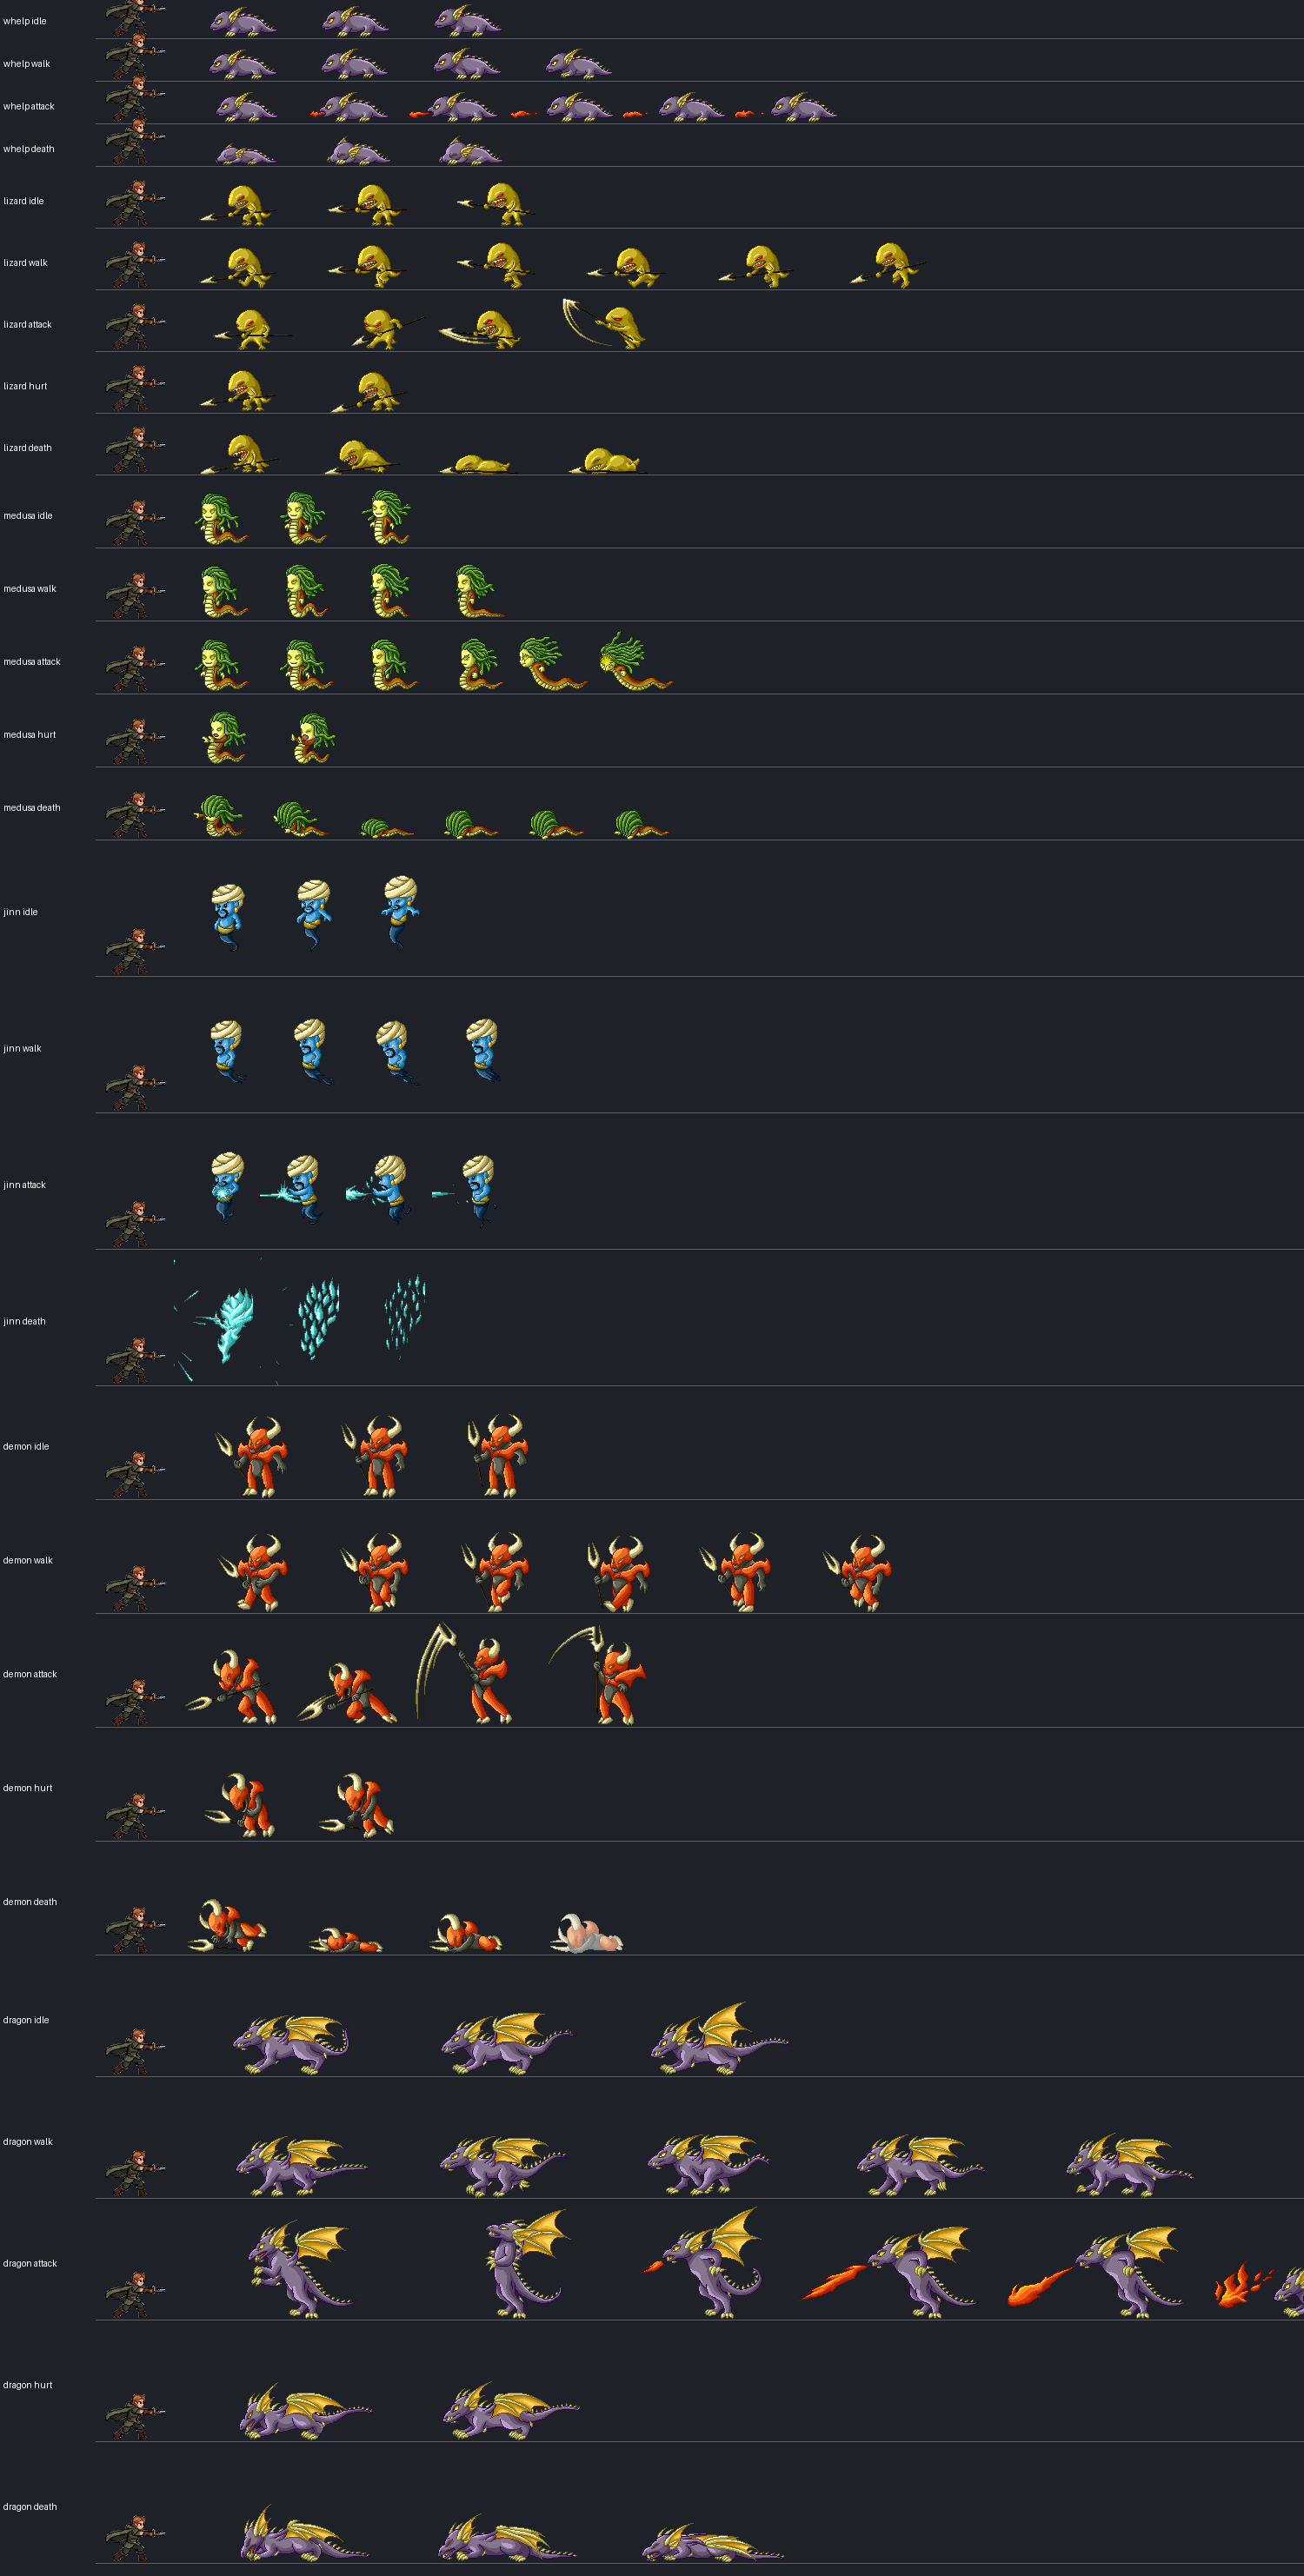 whelp idle
whelp walk
whelp attack
whelp death
lizard idle
lizard walk
lizard attack
lizard hurt
lizard death
medusa idle
medusa walk
medusa attack
medusa hurt
medusa death
jinn idle
jinn walk
jinn attack
jinn death
demon idle
demon walk
demon attack
demon hurt
demon death
dragon idle
dragon walk
dragon attack
dragon hurt
dragon death